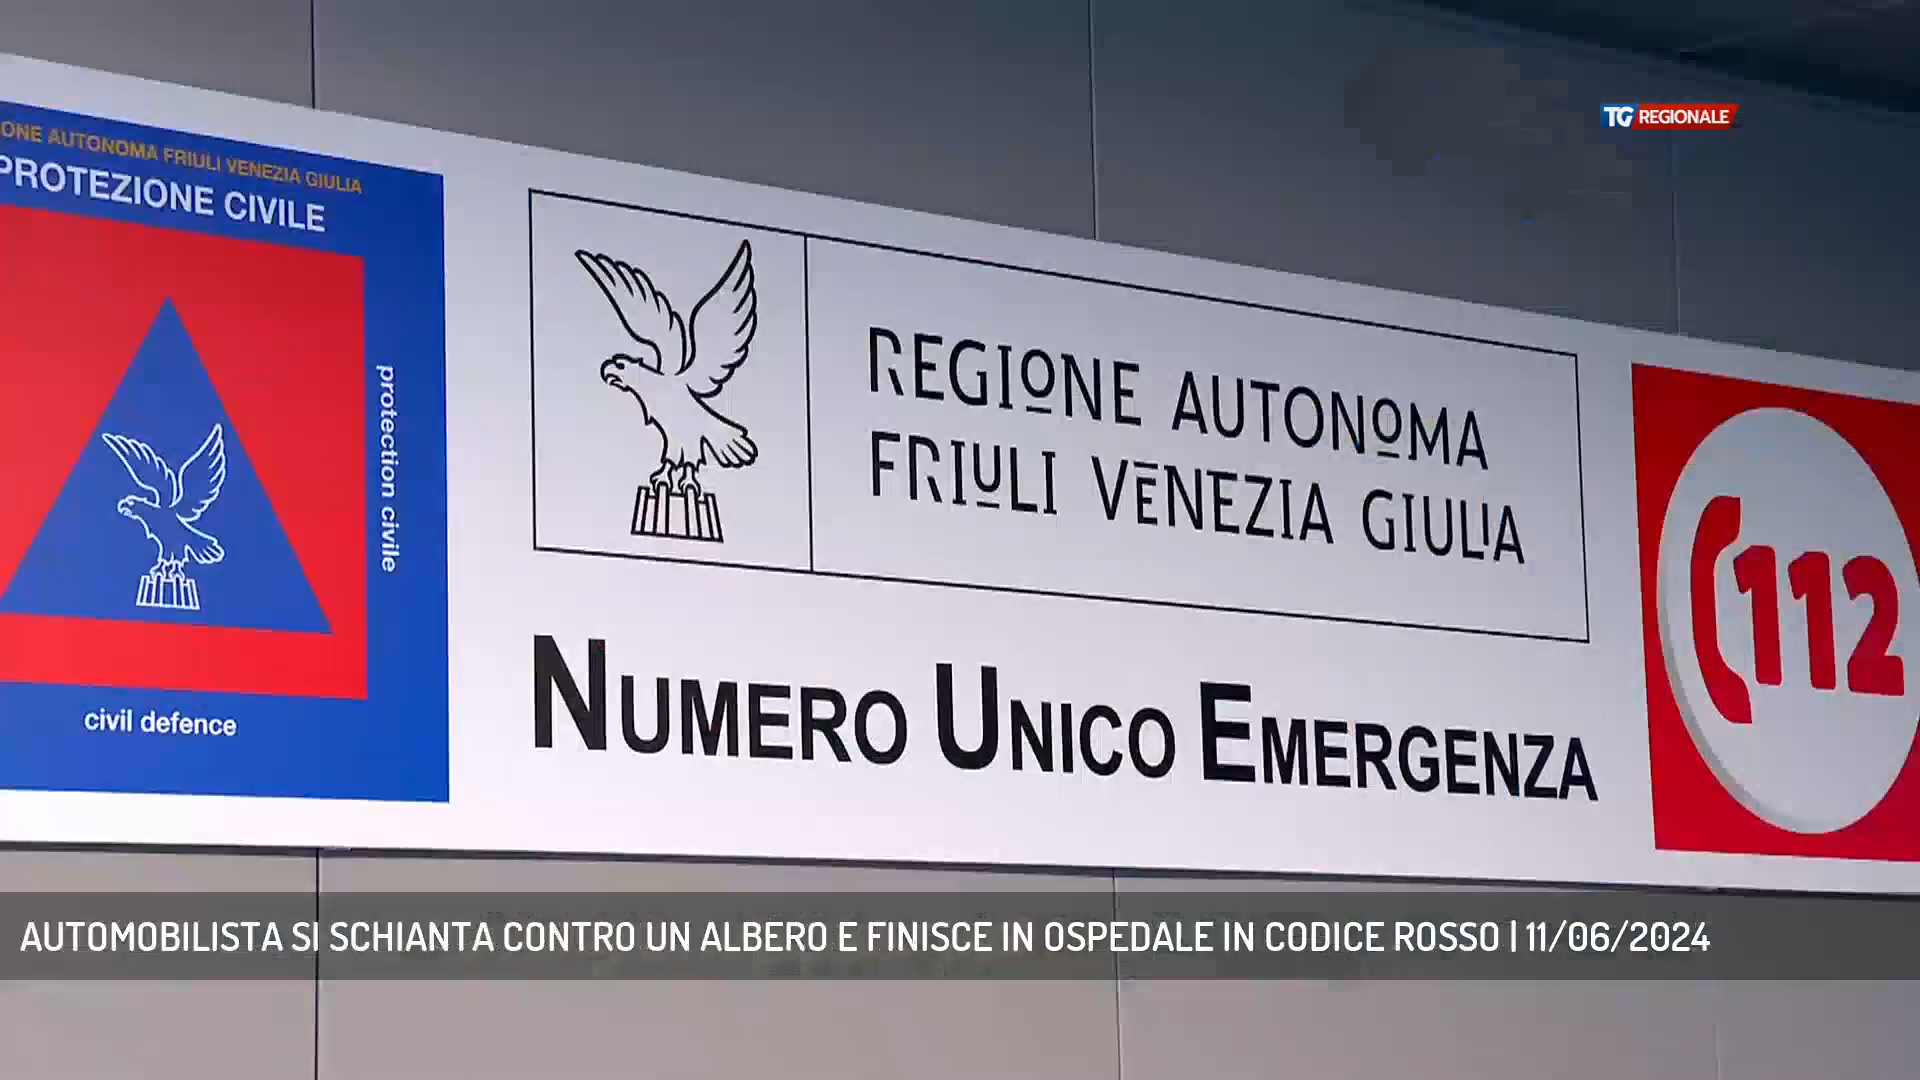 TG REGIONALE
ONE AUTONOMA FRIULI VENEZIA GIULIA
PROTEZIONE CIVILE
protection civile
civil defence
REGIONE AUTONOMA
FRIULI VENEZIA GIULIA
NUMERO UNICO EMERGENZA
112
AUTOMOBILISTA SI SCHIANTA CONTRO UN ALBERO E FINISCE IN OSPEDALE IN CODICE ROSSO | 11/06/2024